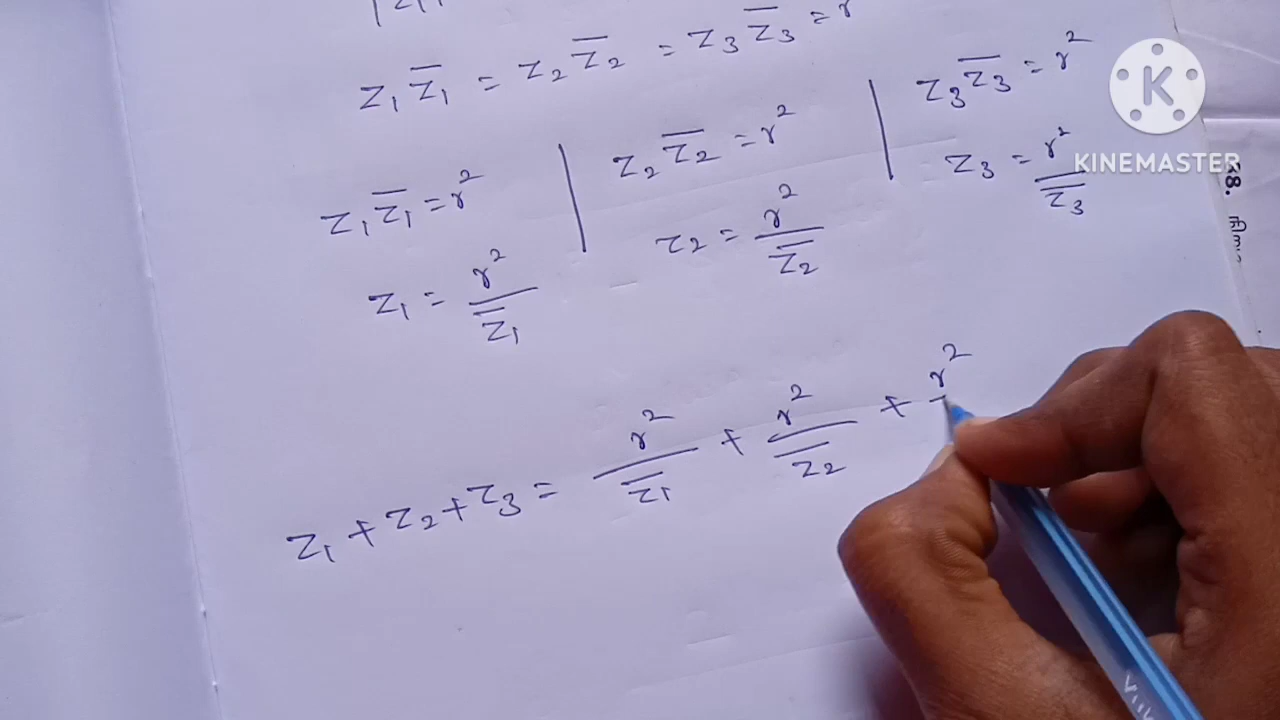 z₁z̅₁ = z₂z̅₂ = z₃z̅₃ = r
z₁z̅₁ = r² | z₂z̅₂ = r² | z₃z̅₃ = r²
z₁ = r²/z̅₁ z₂ = r²/z̅₂ z₃ = r²/z̅₃
z₁ + z₂ + z₃ = r²/z̅₁ + r²/z̅₂ + r²
K
KINEMASTER
38.